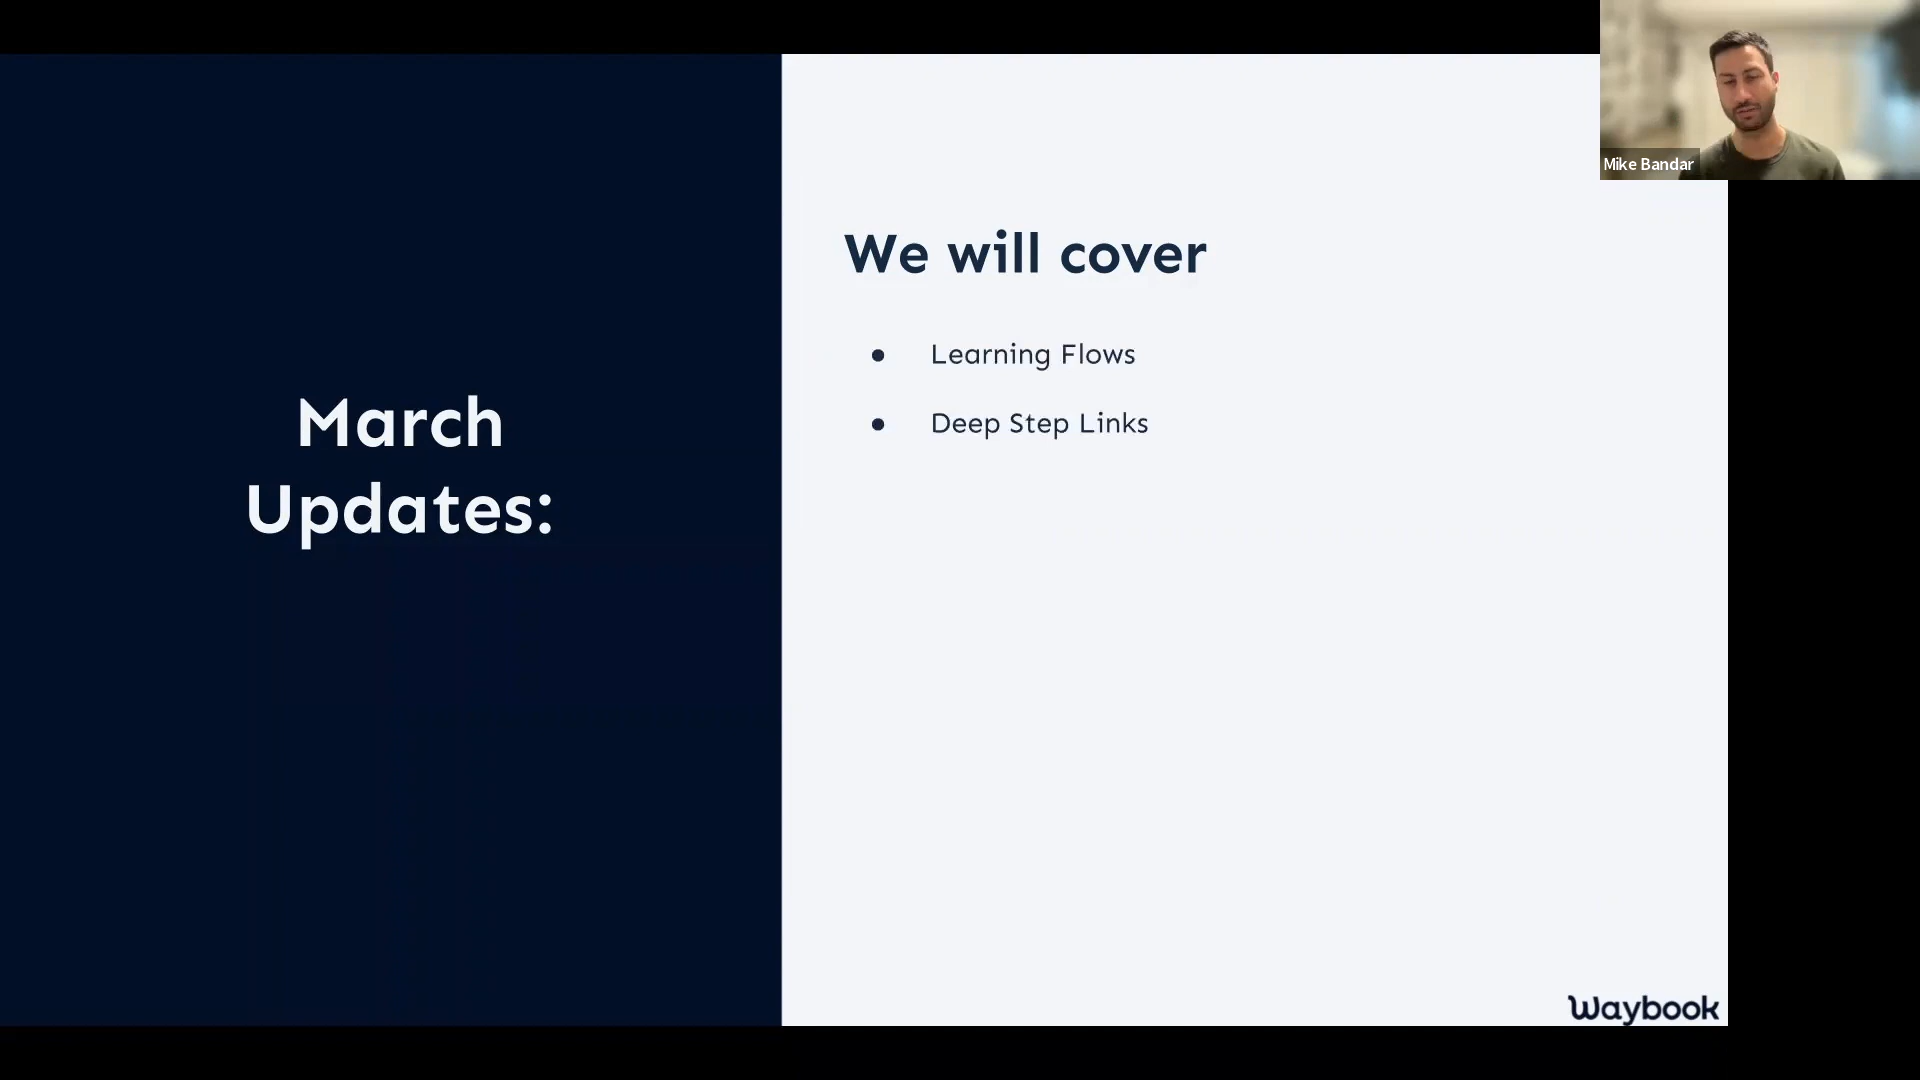 March
Updates:
We will cover
● Learning Flows
● Deep Step Links
Waybook
Mike Bandar